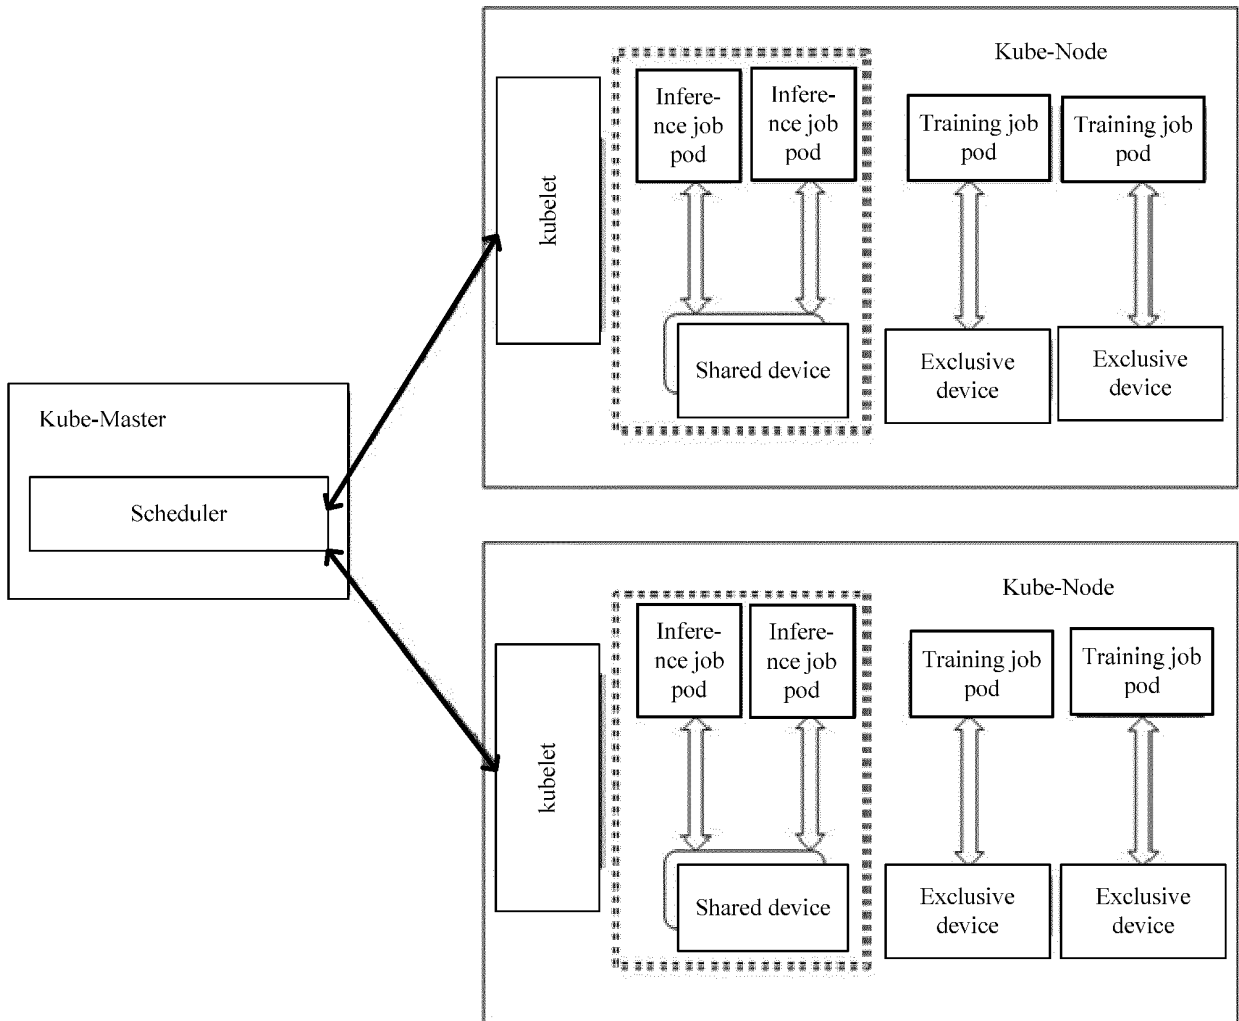 Kube-Node
Infere-
nce job
pod
Infere-
nce job
pod
Training job
pod
Training job
pod
kubelet
Shared device
Exclusive
device
Exclusive
device
Kube-Master
Scheduler
Kube-Node
Infere-
nce job
pod
Infere-
nce job
pod
Training job
pod
Training job
pod
kubelet
Shared device
Exclusive
device
Exclusive
device